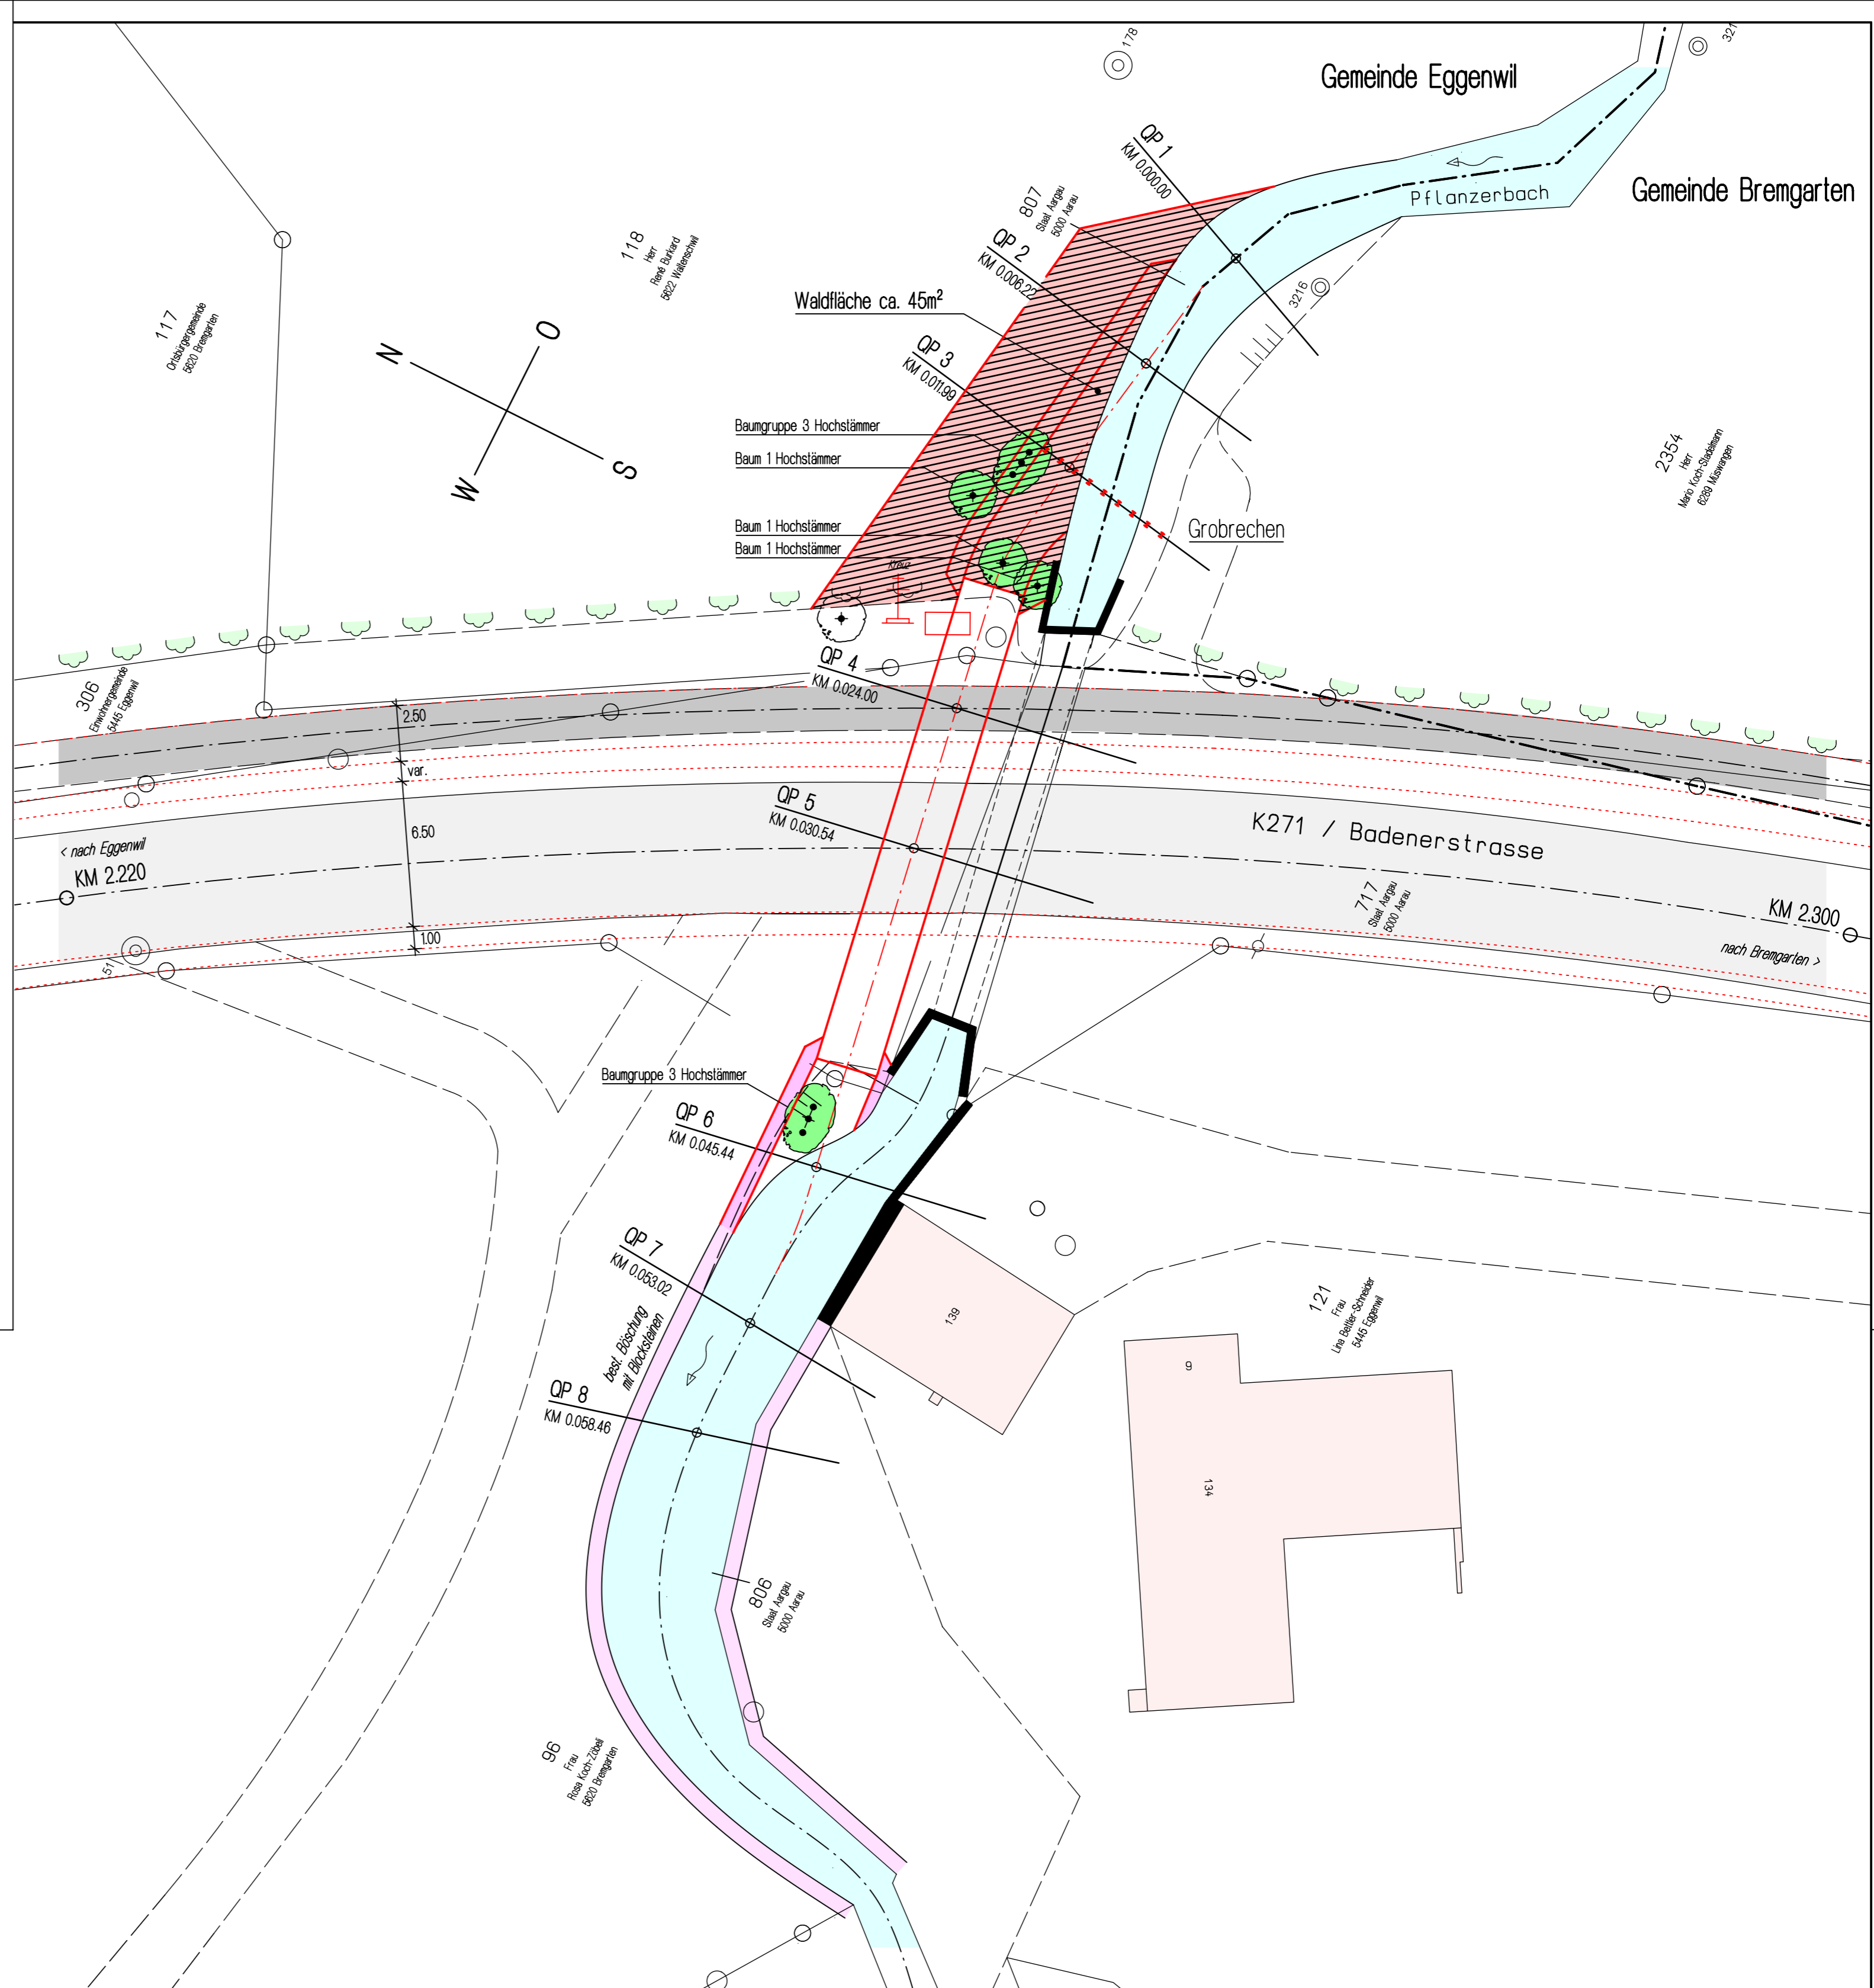 178
321
Gemeinde Eggenwil
Gemeinde Bremgarten
QP 1
KM 0.000.00
Pflanzerbach
807
Staat Aargau
5000 Aarau
QP 2
KM 0.006.22
118
Herr
René Burkard
5622 Waltenschwil
117
Ortsbürgergemeinde
5620 Bremgarten
Waldfläche ca. 45m²
3216
N
O
W
S
QP 3
KM 0.011.99
Baumgruppe 3 Hochstämmer
Baum 1 Hochstämmer
Baum 1 Hochstämmer
Baum 1 Hochstämmer
2354
Herr
Mario Koch-Stadelmann
6289 Müswangen
Grobrechen
Kreuz
306
Einwohnergemeinde
5445 Eggenwil
QP 4
KM 0.024.00
2.50
var.
6.50
1.00
QP 5
KM 0.030.54
K271 / Badenerstrasse
< nach Eggenwil
KM 2.220
717
Staat Aargau
5000 Aarau
KM 2.300
nach Bremgarten >
51
Baumgruppe 3 Hochstämmer
QP 6
KM 0.045.44
QP 7
KM 0.053.02
best. Böschung
mit Blocksteinen
139
121
Frau
Lina Bettler-Schneider
5445 Eggenwil
9
QP 8
KM 0.058.46
134
806
Staat Aargau
5000 Aarau
96
Frau
Rosa Koch-Zöbeli
5620 Bremgarten